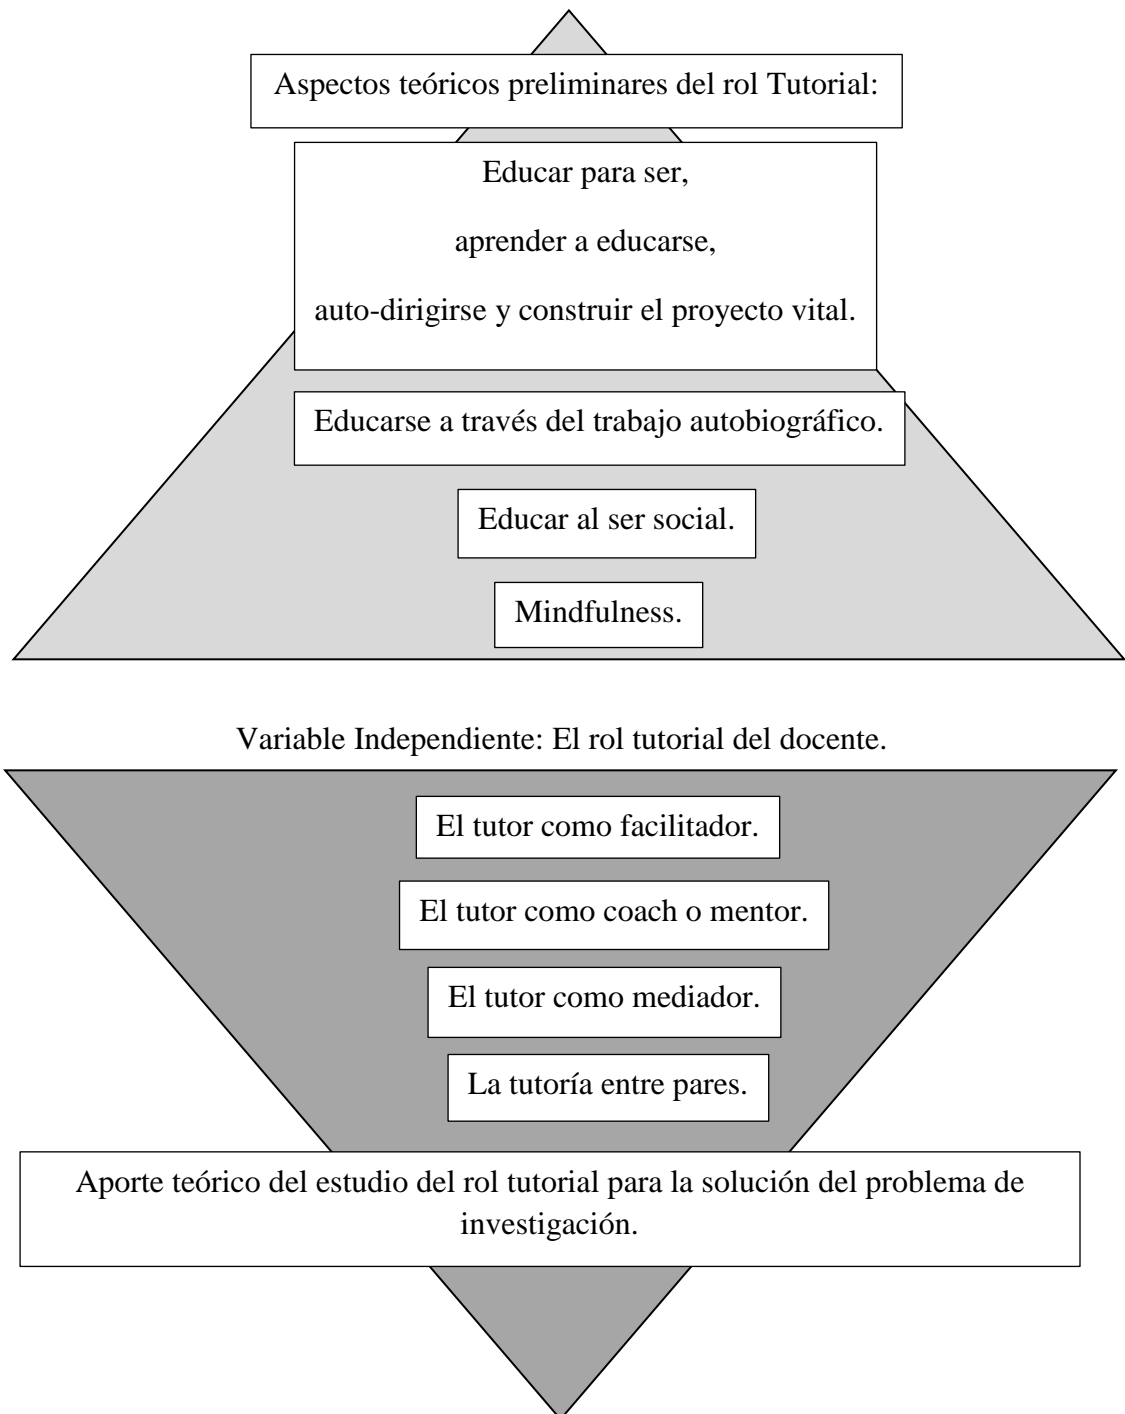 Aspectos teóricos preliminares del rol Tutorial:
Educar para ser,
aprender a educarse,
auto-dirigirse y construir el proyecto vital.
Educarse a través del trabajo autobiográfico.
Educar al ser social.
Mindfulness.
Variable Independiente: El rol tutorial del docente.
El tutor como facilitador.
El tutor como coach o mentor.
El tutor como mediador.
La tutoría entre pares.
Aporte teórico del estudio del rol tutorial para la solución del problema de
investigación.